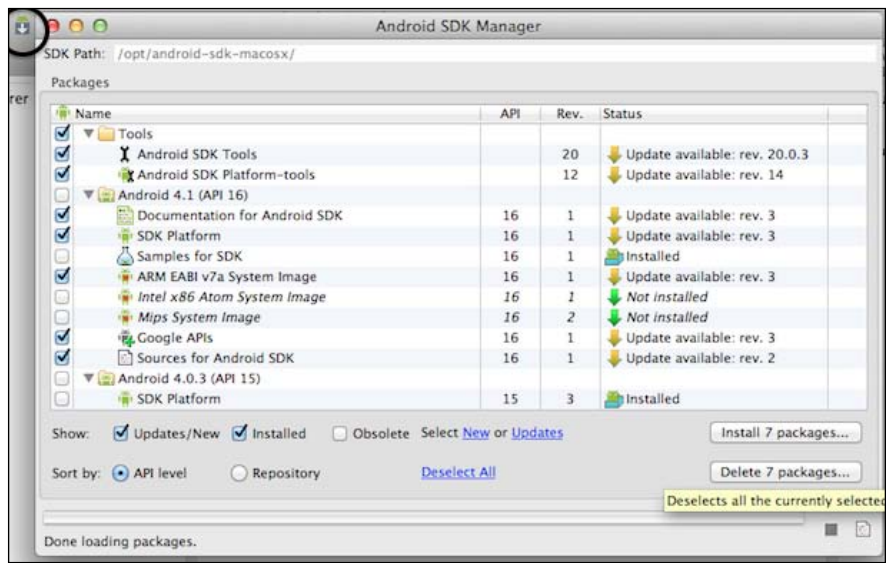 Android SDK Manager
SDK Path: /opt/android-sdk-macosx/
rer
Packages
Name API Rev. Status
Tools
Android SDK Tools 20 Update available: rev. 20.0.3
Android SDK Platform-tools 12 Update available: rev. 14
Android 4.1 (API 16)
Documentation for Android SDK 16 1 Update available: rev. 3
SDK Platform 16 1 Update available: rev. 3
Samples for SDK 16 1 Installed
ARM EABI v7a System Image 16 1 Update available: rev. 3
Intel x86 Atom System Image 16 1 Not installed
Mips System Image 16 2 Not installed
Google APIs 16 1 Update available: rev. 3
Sources for Android SDK 16 1 Update available: rev. 2
Android 4.0.3 (API 15)
SDK Platform 15 3 Installed
Show: Updates/New Installed Obsolete Select New or Updates Install 7 packages...
Sort by: API level Repository Deselect All Delete 7 packages...
Deselects all the currently selected
Done loading packages.